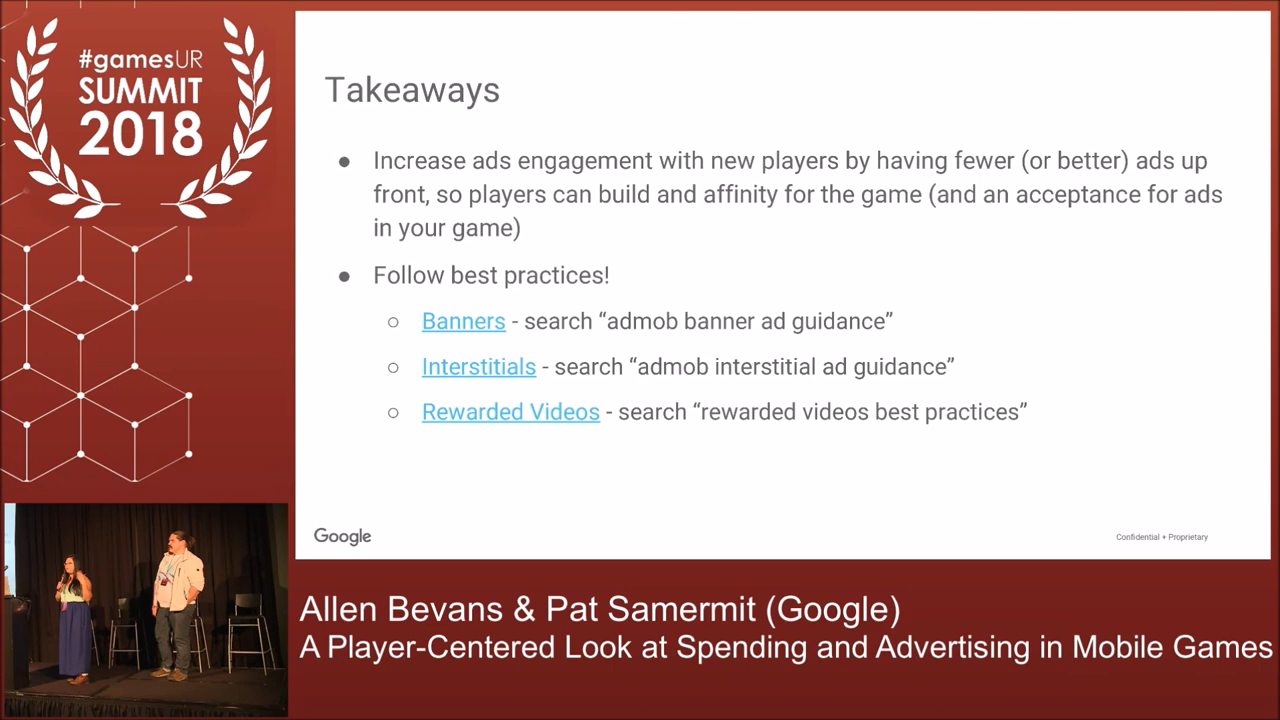 #gamesUR
SUMMIT
2018
Takeaways
● Increase ads engagement with new players by having fewer (or better) ads up
front, so players can build and affinity for the game (and an acceptance for ads
in your game)
● Follow best practices!
○ Banners - search “admob banner ad guidance”
○ Interstitials - search “admob interstitial ad guidance”
○ Rewarded Videos - search “rewarded videos best practices”
Google
Confidential + Proprietary
Allen Bevans & Pat Samermit (Google)
A Player-Centered Look at Spending and Advertising in Mobile Games